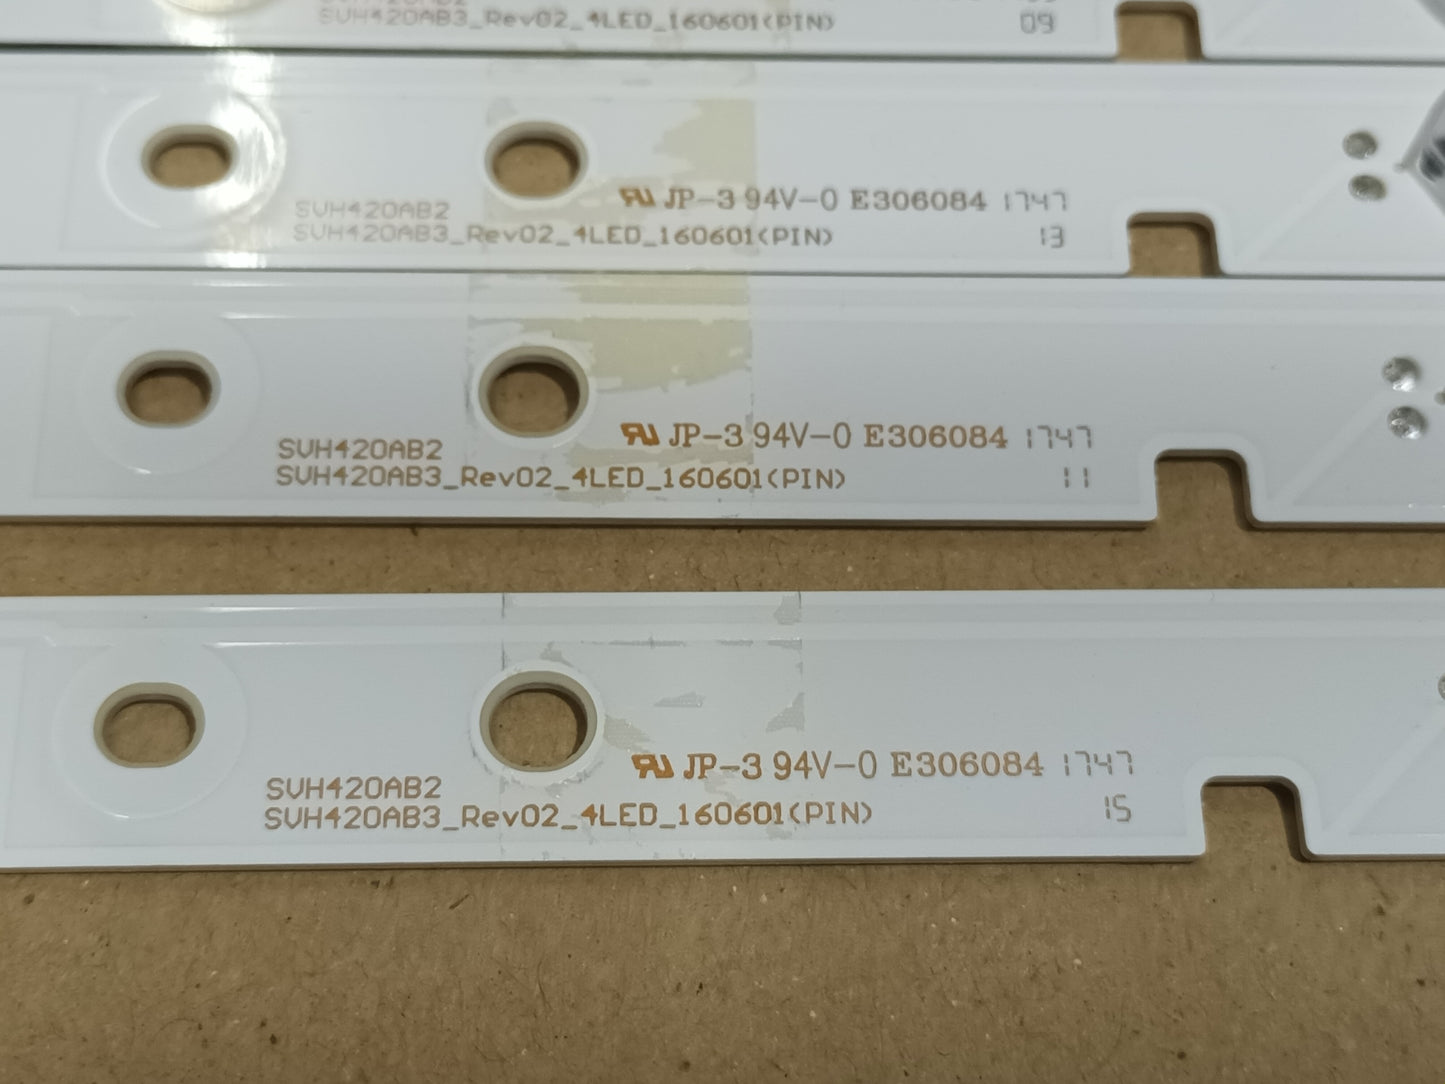 SVH420AB3_Rev02_4LED_160601(PIN) 09
JP-3 94V-0 E306084 1747
SVH420AB2
SVH420AB3_Rev02_4LED_160601(PIN) 13
JP-3 94V-0 E306084 1747
SVH420AB2
SVH420AB3_Rev02_4LED_160601(PIN) 11
JP-3 94V-0 E306084 1747
SVH420AB2
SVH420AB3_Rev02_4LED_160601(PIN) 15